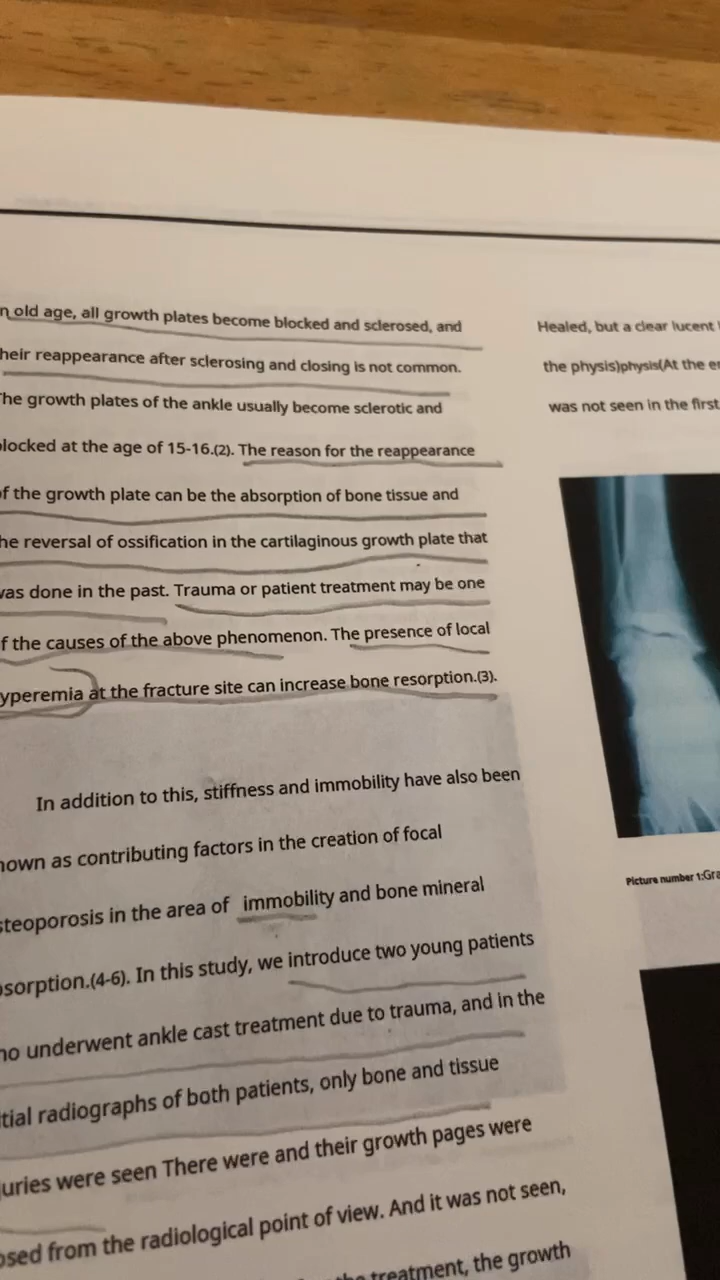 old age, all growth plates become blocked and sclerosed, and
heir reappearance after sclerosing and closing is not common.
he growth plates of the ankle usually become sclerotic and
locked at the age of 15-16.(2). The reason for the reappearance
f the growth plate can be the absorption of bone tissue and
he reversal of ossification in the cartilaginous growth plate that
was done in the past. Trauma or patient treatment may be one
f the causes of the above phenomenon. The presence of local
yperemia at the fracture site can increase bone resorption.(3).
In addition to this, stiffness and immobility have also been
nown as contributing factors in the creation of focal
steoporosis in the area of immobility and bone mineral
bsorption.(4-6). In this study, we introduce two young patients
ho underwent ankle cast treatment due to trauma, and in the
tial radiographs of both patients, only bone and tissue
juries were seen There were and their growth pages were
osed from the radiological point of view. And it was not seen,
treatment, the growth
Healed, but a clear lucent
the physis)physis(At the
was not seen in the first
Picture number 1:Gra